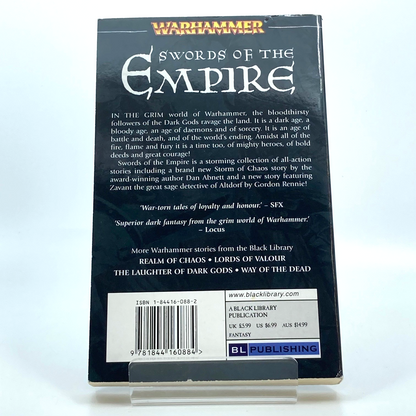 WARHAMMER
SWORDS OF THE
EMPIRE
IN THE GRIM world of Warhammer, the bloodthirsty
followers of the Dark Gods ravage the land. It is a dark age, a
bloody age, an age of daemons and of sorcery. It is an age of
battle and death, and of the world's ending. Amidst all of the
fire, flame and fury it is a time too, of mighty heroes, of bold
deeds and great courage!
Swords of the Empire is a storming collection of all-action
stories including a brand new Storm of Chaos story by the
award-winning author Dan Abnett and a new story featuring
Zavant the great sage detective of Altdorf by Gordon Rennie!
'War-torn tales of loyalty and honour.' – SFX
'Superior dark fantasy from the grim world of Warhammer.'
– Locus
More Warhammer stories from the Black Library
REALM OF CHAOS • LORDS OF VALOUR
THE LAUGHTER OF DARK GODS • WAY OF THE DEAD
ISBN 1-84416-088-2
9 781844 160884 >
www.blacklibrary.com
A BLACK LIBRARY
PUBLICATION
UK £5.99 US $6.99 AUS $14.99
FANTASY
BL PUBLISHING